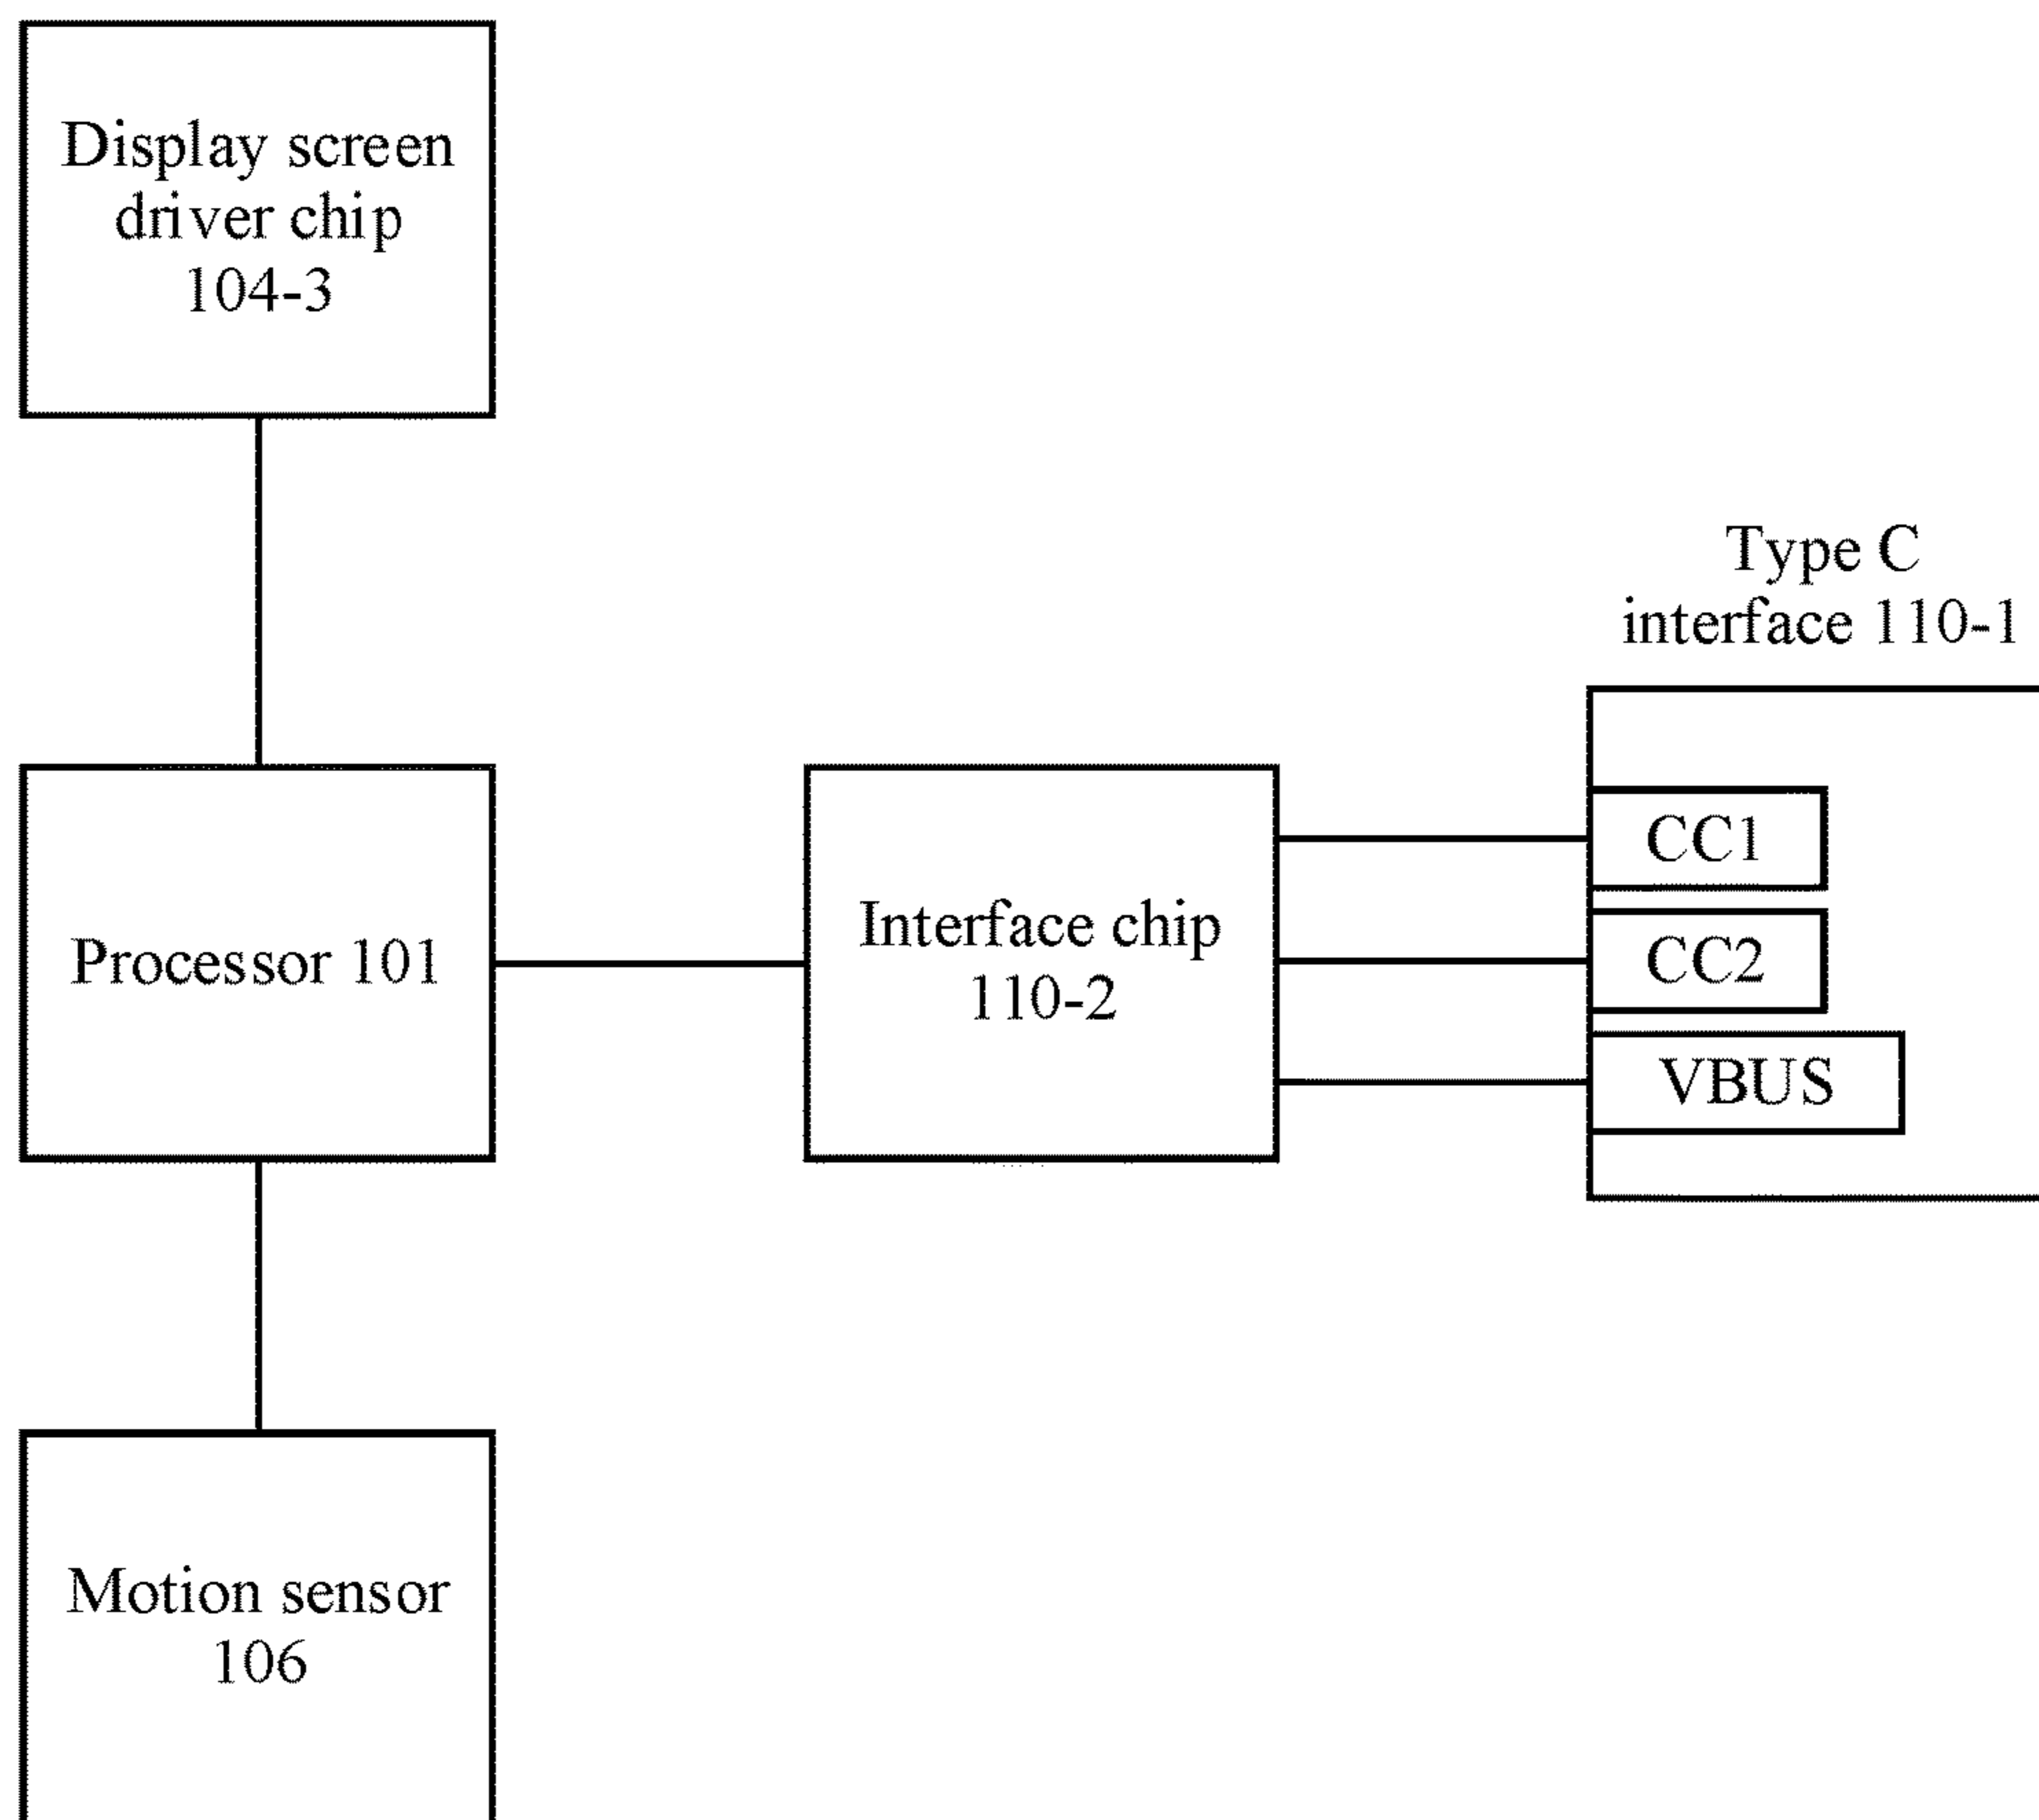 Display screen
driver chip
104-3
Type C
interface 110-1
Processor 101
Interface chip
110-2
CC1
CC2
VBUS
Motion sensor
106